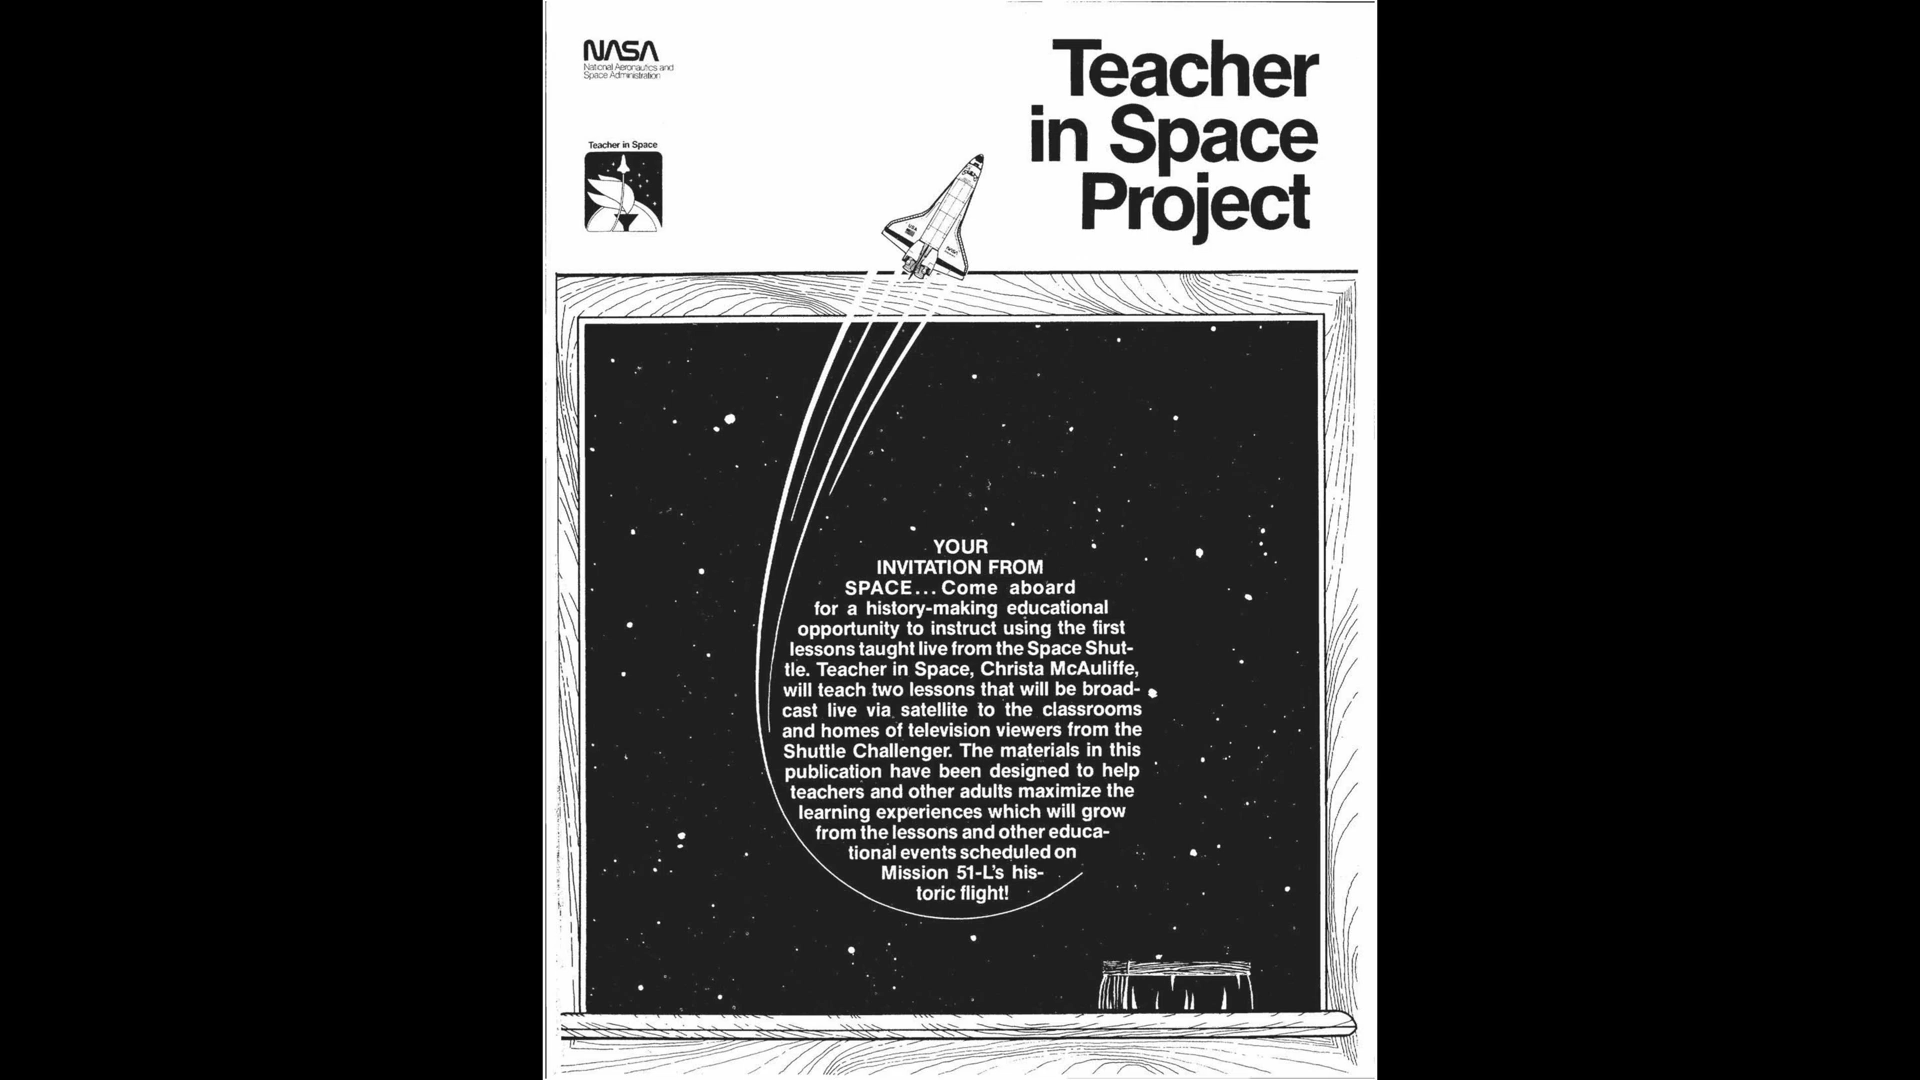 NASA
National Aeronautics and
Space Administration
Teacher in Space
Teacher
in Space
Project
USA
NASA
YOUR
INVITATION FROM
SPACE... Come aboard
for a history-making educational
opportunity to instruct using the first
lessons taught live from the Space Shut-
tle. Teacher in Space, Christa McAuliffe,
will teach two lessons that will be broad-
cast live via satellite to the classrooms
and homes of television viewers from the
Shuttle Challenger. The materials in this
publication have been designed to help
teachers and other adults maximize the
learning experiences which will grow
from the lessons and other educa-
tional events scheduled on
Mission 51-L's his-
toric flight!